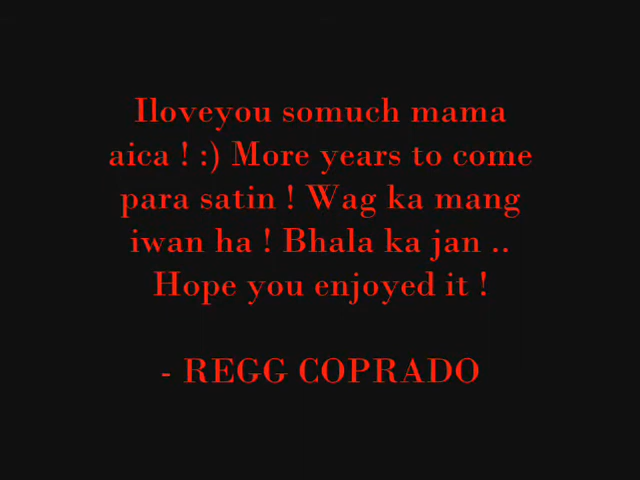 Iloveyou somuch mama
aica ! :) More years to come
para satin ! Wag ka mang
iwan ha ! Bhala ka jan ..
Hope you enjoyed it !
- REGG COPRADO